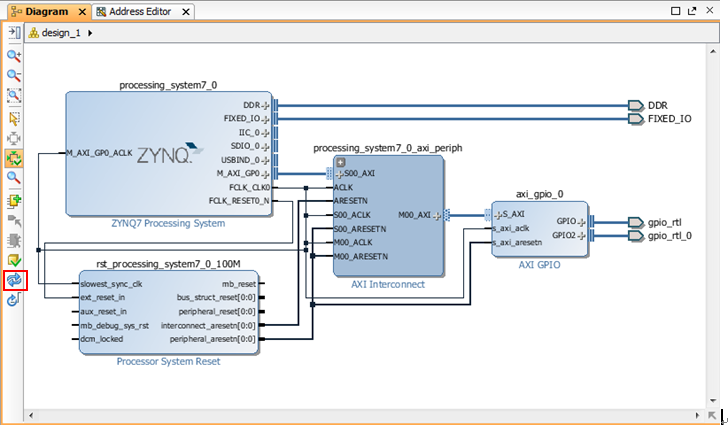 Diagram
Address Editor
design_1
processing_system7_0
DDR
FIXED_IO
IIC_0
SDIO_0
USBIND_0
M_AXI_GP0
FCLK_CLK0
FCLK_RESET0_N
M_AXI_GP0_ACLK
ZYNQ
ZYNQ7 Processing System
DDR
FIXED_IO
processing_system7_0_axi_periph
S00_AXI
ACLK
ARESETN
S00_ACLK
S00_ARESETN
M00_ACLK
M00_ARESETN
M00_AXI
AXI Interconnect
axi_gpio_0
S_AXI
s_axi_aclk
s_axi_aresetn
GPIO
GPIO2
AXI GPIO
gpio_rtl
gpio_rtl_0
rst_processing_system7_0_100M
slowest_sync_clk
ext_reset_in
aux_reset_in
mb_debug_sys_rst
dcm_locked
mb_reset
bus_struct_reset[0:0]
peripheral_reset[0:0]
interconnect_aresetn[0:0]
peripheral_aresetn[0:0]
Processor System Reset